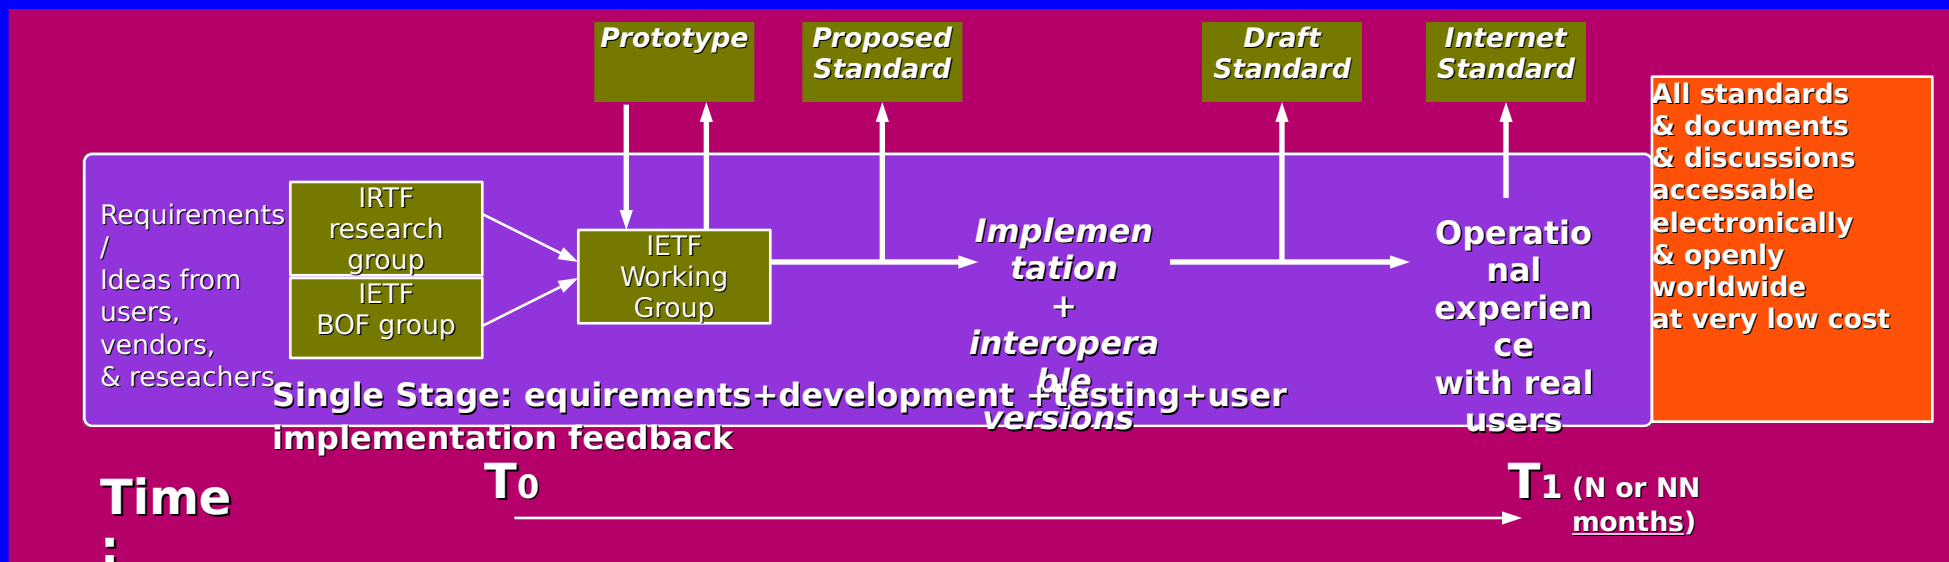 Prototype
Proposed
Standard
Draft
Standard
Internet
Standard
All standards
& documents
& discussions
accessable
electronically
& openly
worldwide
at very low cost
Requirements
/
Ideas from
users,
vendors,
& reseachers
IRTF
research
group
IETF
BOF group
IETF
Working
Group
Implemen
tation
+
interopera
ble
versions
Operatio
nal
experien
ce
with real
users
Single Stage: equirements+development +testing+user
implementation feedback
Time
:
T0
T1 (N or NN
months)